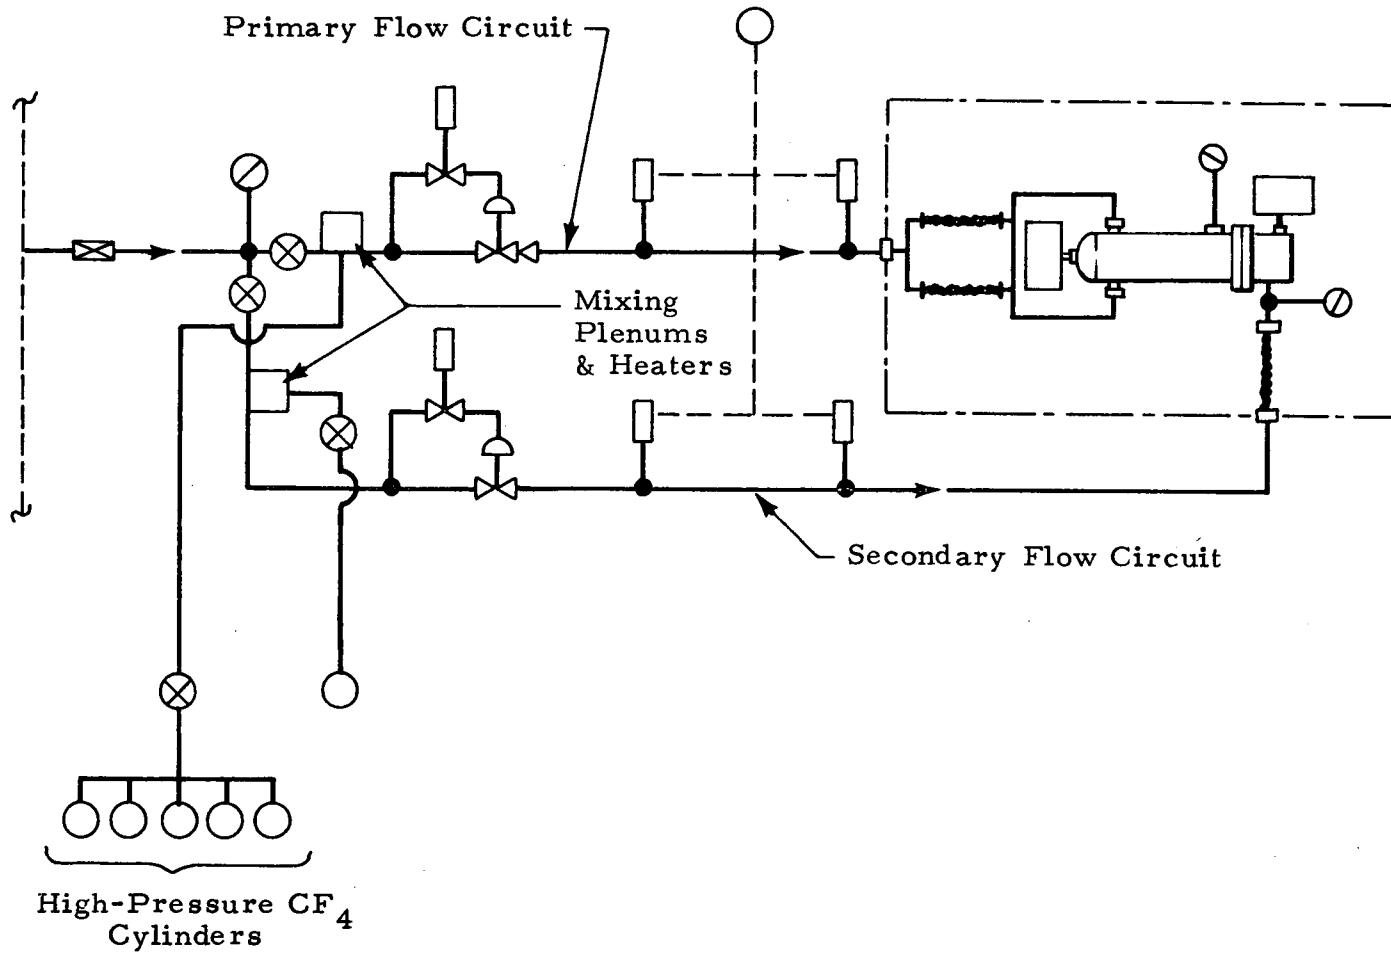 Primary Flow Circuit
Mixing
Plenums
& Heaters
Secondary Flow Circuit
High-Pressure CF4
Cylinders